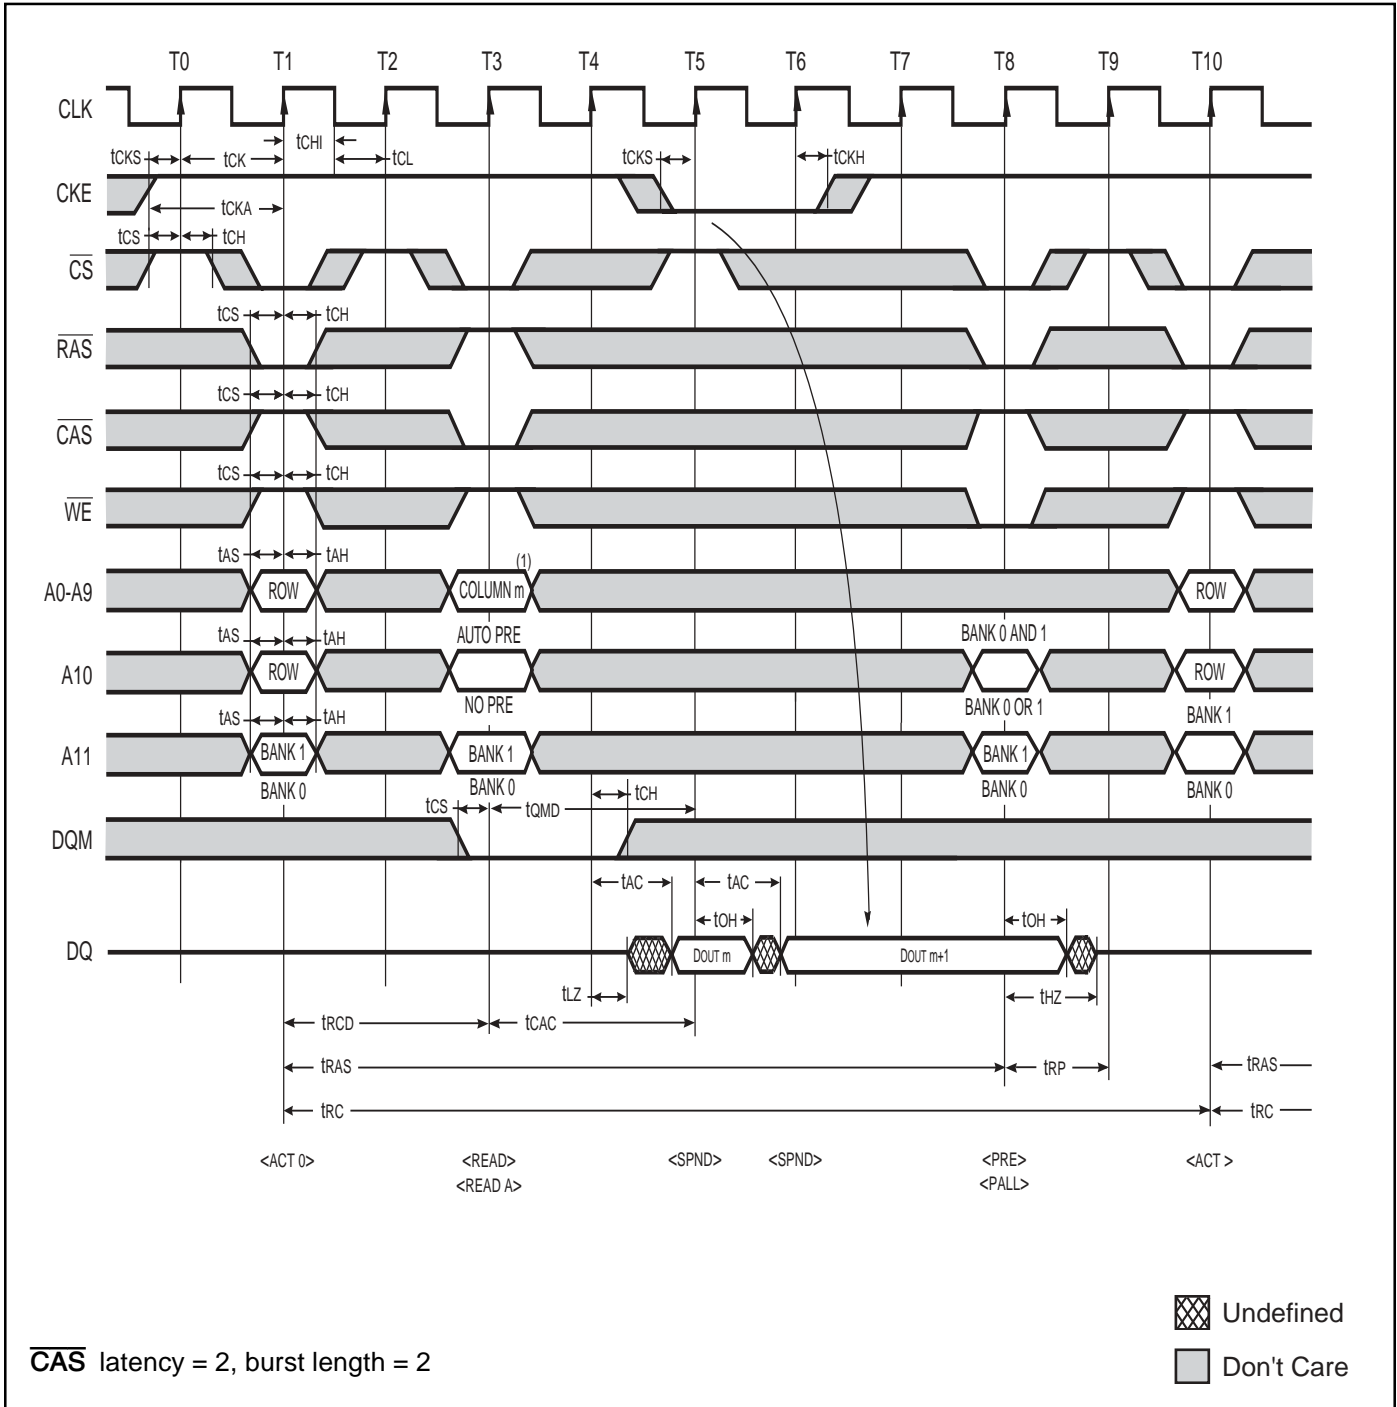 T0 T1 T2 T3 T4 T5 T6 T7 T8 T9 T10
CLK
tCHI
tCKS tCK tCL tCKS tCKH
CKE
tCKA
tCS tCH
CS
tCS tCH
RAS
tCS tCH
CAS
tCS tCH
WE
tAS tAH (1)
A0-A9 ROW COLUMN m ROW
tAS tAH AUTO PRE BANK 0 AND 1
A10 ROW ROW
NO PRE BANK 0 OR 1
tAS tAH BANK 1
A11 BANK 1 BANK 1 BANK 1
BANK 0 BANK 0 BANK 0 BANK 0
tCS tQMD tCH
DQM
tAC tAC
tOH tOH
DQ DOUT m DOUT m+1
tLZ tHZ
tRCD tCAC
tRAS tRP tRAS
tRC tRC
<ACT 0> <READ> <SPND> <SPND> <PRE> <ACT >
<READ A> <PALL>
Undefined
CAS latency = 2, burst length = 2
Don't Care